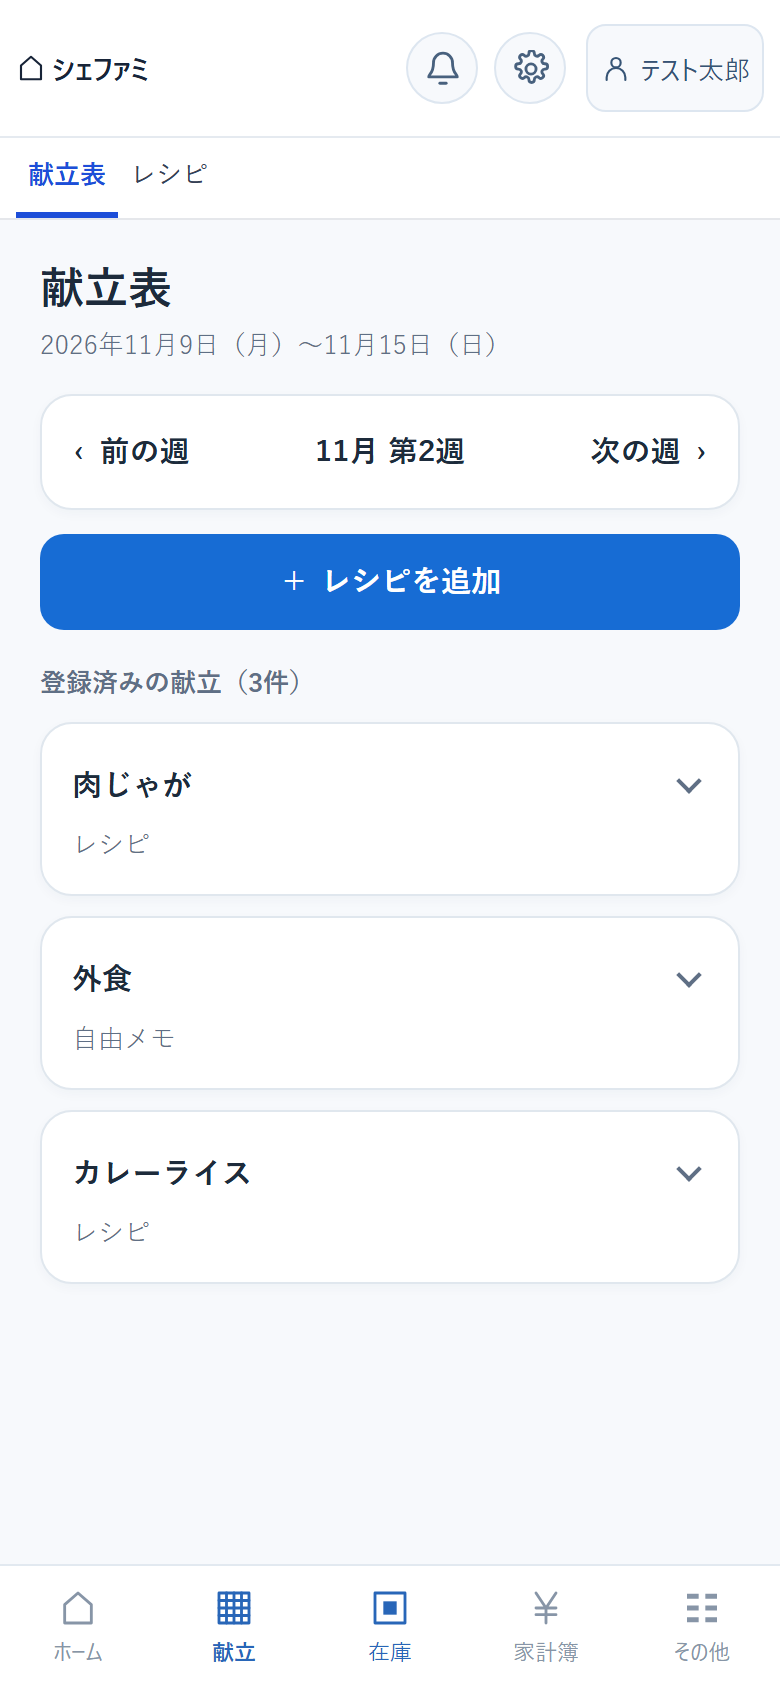 シェファミ
テスト太郎
献立表 レシピ
献立表
2026年11月9日（月）〜11月15日（日）
‹ 前の週 11月 第2週 次の週 ›
＋ レシピを追加
登録済みの献立（3件）
肉じゃが
レシピ
外食
自由メモ
カレーライス
レシピ
ホーム 献立 在庫 家計簿 その他